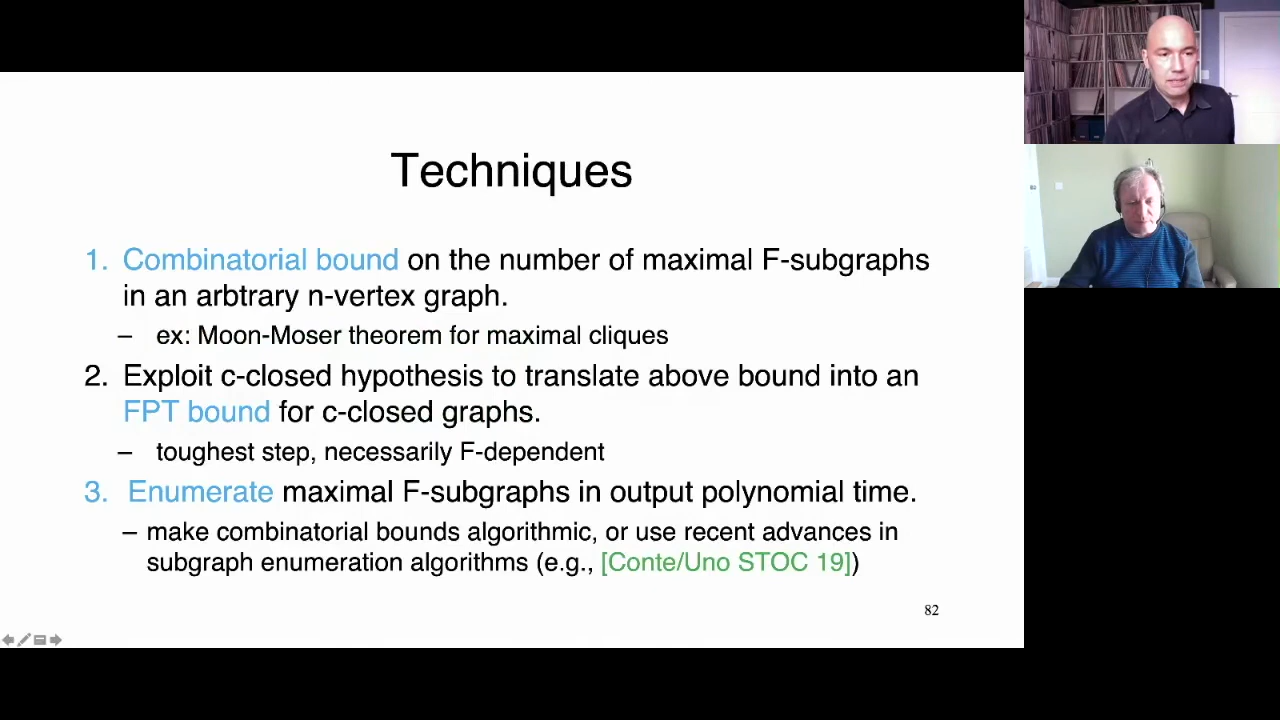 Techniques
1. Combinatorial bound on the number of maximal F-subgraphs
in an arbtrary n-vertex graph.
– ex: Moon-Moser theorem for maximal cliques
2. Exploit c-closed hypothesis to translate above bound into an
FPT bound for c-closed graphs.
– toughest step, necessarily F-dependent
3. Enumerate maximal F-subgraphs in output polynomial time.
– make combinatorial bounds algorithmic, or use recent advances in
subgraph enumeration algorithms (e.g., [Conte/Uno STOC 19])
82